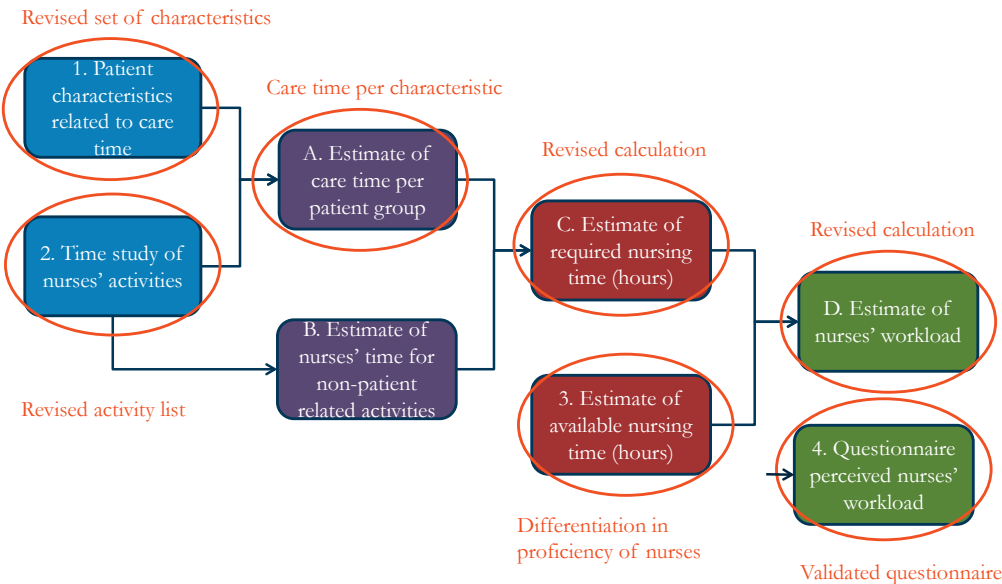 Revised set of characteristics
1. Patient
characteristics
related to care
time
Care time per characteristic
A. Estimate of
care time per
patient group
Revised calculation
C. Estimate of
required nursing
time (hours)
Revised calculation
D. Estimate of
nurses' workload
2. Time study of
nurses' activities
B. Estimate of
nurses' time for
non-patient
related activities
Revised activity list
3. Estimate of
available nursing
time (hours)
Differentiation in
proficiency of nurses
4. Questionnaire
perceived nurses'
workload
Validated questionnaire